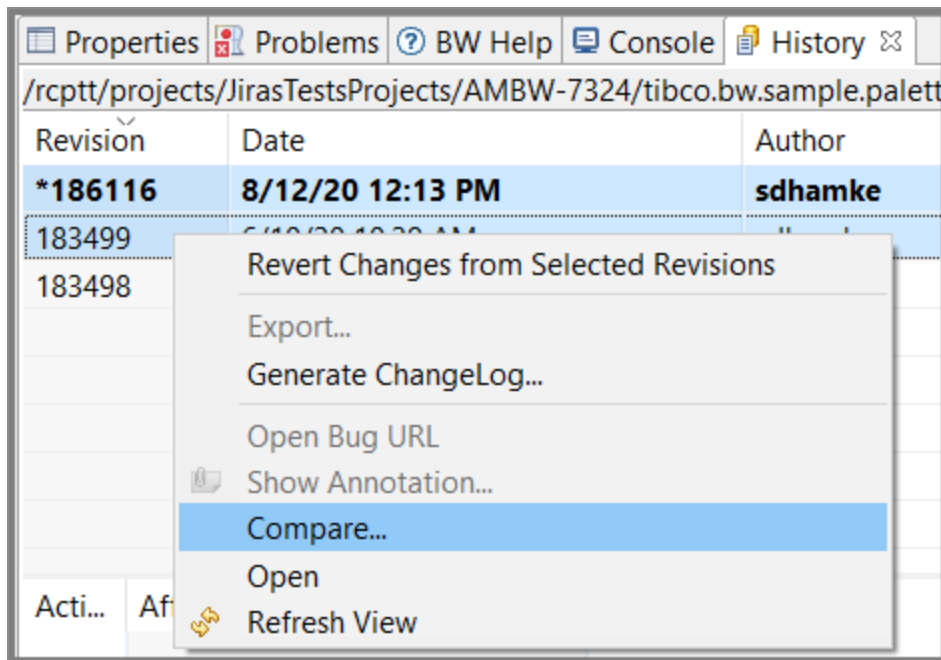 Properties Problems BW Help Console History
/rcptt/projects/JirasTestsProjects/AMBW-7324/tibco.bw.sample.palett
Revision Date Author
*186116 8/12/20 12:13 PM sdhamke
183499
Revert Changes from Selected Revisions
183498
Export...
Generate ChangeLog...
Open Bug URL
Show Annotation...
Compare...
Open
Acti... Af
Refresh View